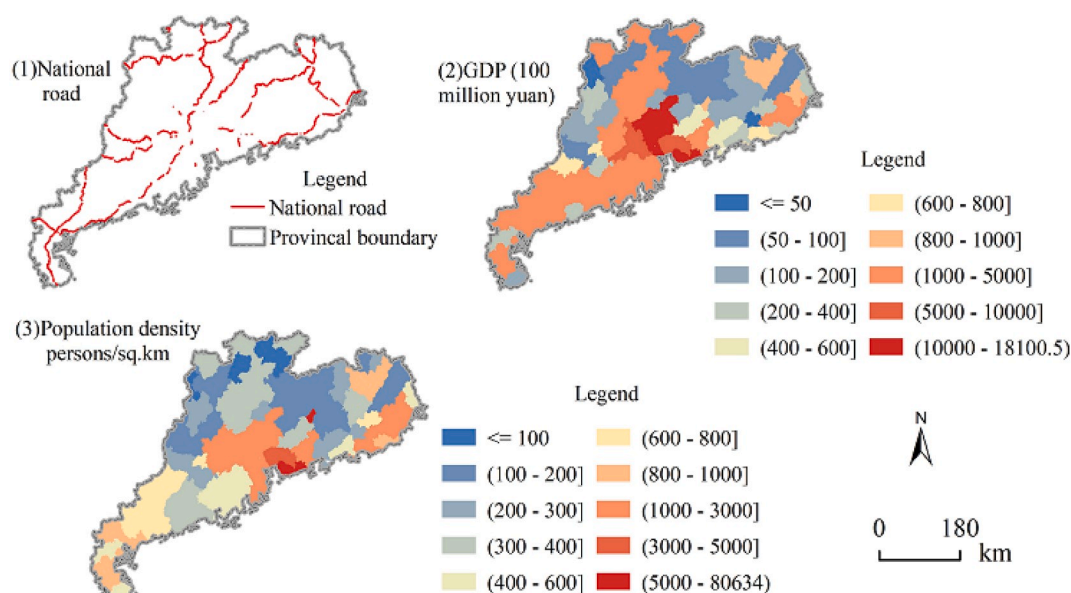 (1)National
road
Legend
National road
Provincal boundary
(2)GDP (100
million yuan)
Legend
<= 50
(50 - 100]
(100 - 200]
(200 - 400]
(400 - 600]
(600 - 800]
(800 - 1000]
(1000 - 5000]
(5000 - 10000]
(10000 - 18100.5)
(3)Population density
persons/sq.km
Legend
<= 100
(100 - 200]
(200 - 300]
(300 - 400]
(400 - 600]
(600 - 800]
(800 - 1000]
(1000 - 3000]
(3000 - 5000]
(5000 - 80634)
N
0 180
km